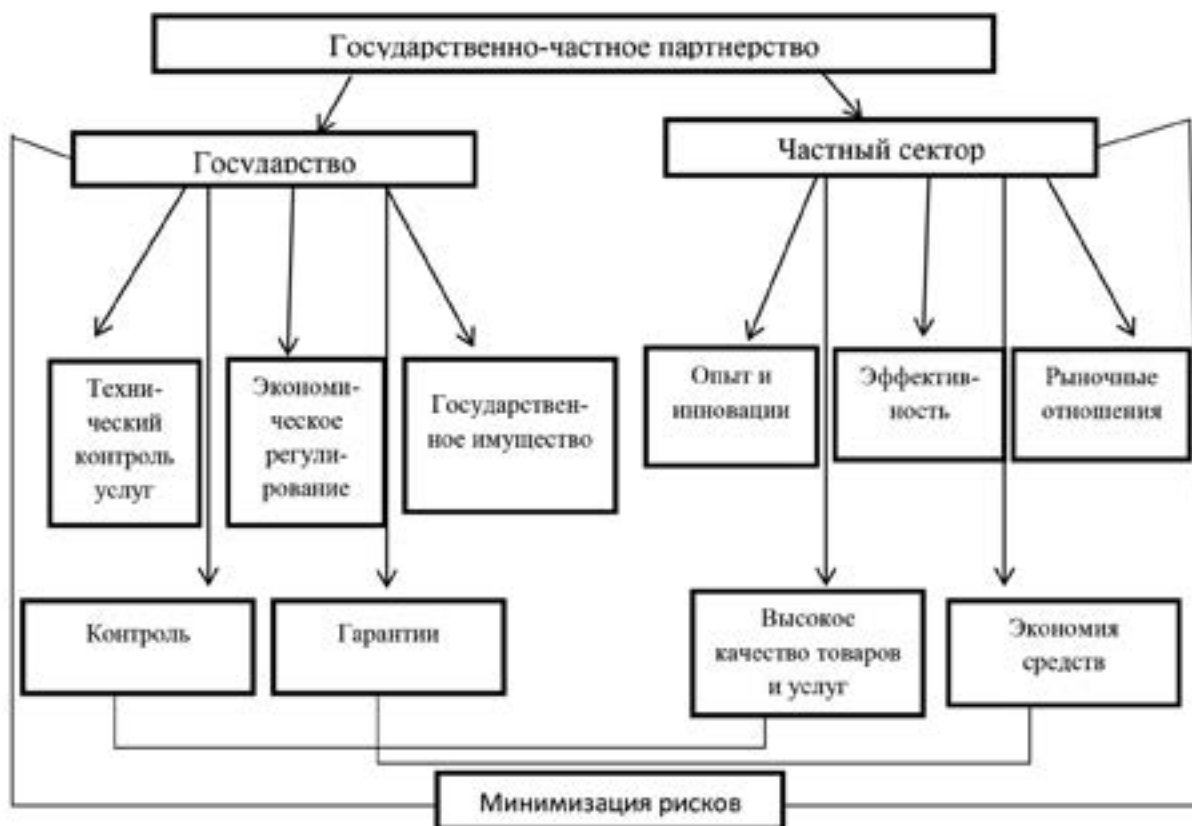 Государственно-частное партнерство
Государство
Частный сектор
Техни-
ческий
контроль
услуг
Экономи-
ческое
регули-
рование
Государствен-
ное имущество
Опыт и
инновации
Эффектив-
ность
Рыночные
отношения
Контроль
Гарантии
Высокое
качество товаров
и услуг
Экономия
средств
Минимизация рисков